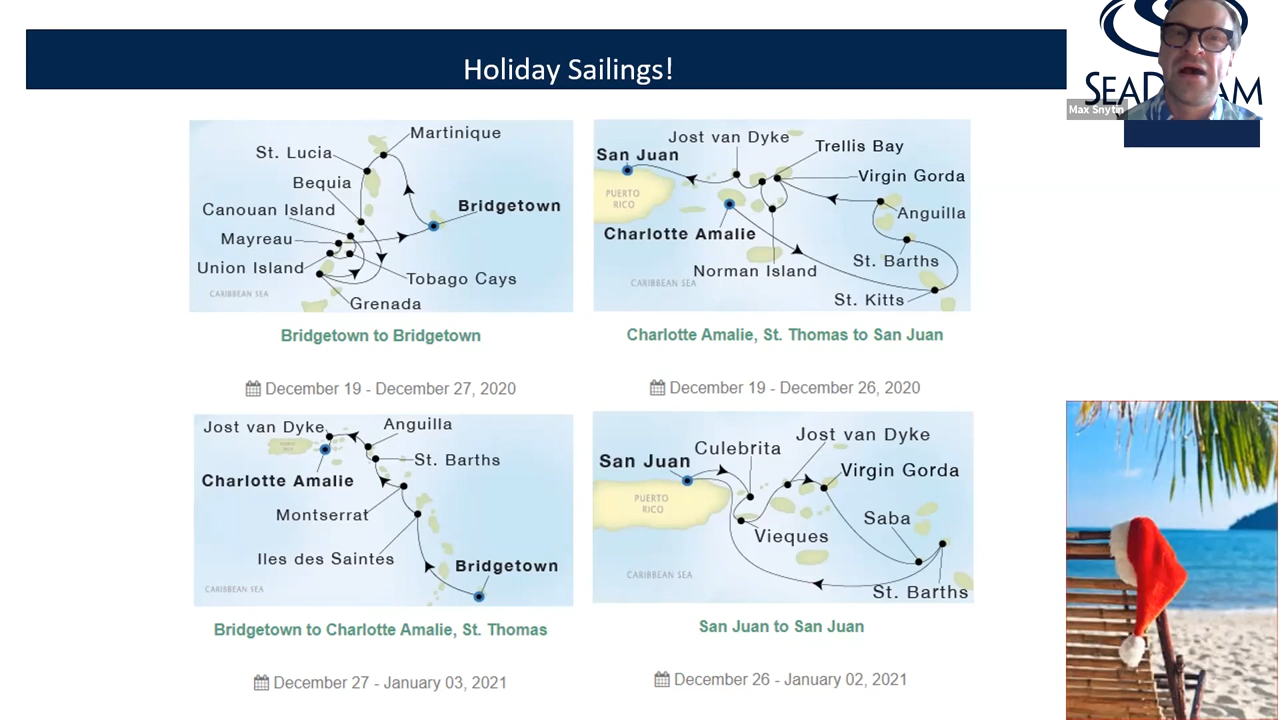 Holiday Sailings!
SEAD
AM
Max Snytin
Martinique
St. Lucia
Bequia
Canouan Island
Bridgetown
Mayreau
Union Island
Tobago Cays
CARIBBEAN SEA
Grenada
Bridgetown to Bridgetown
December 19 - December 27, 2020
Jost van Dyke
Trellis Bay
San Juan
Virgin Gorda
PUERTO
RICO
Anguilla
Charlotte Amalie
St. Barths
Norman Island
CARIBBEAN SEA
St. Kitts
Charlotte Amalie, St. Thomas to San Juan
December 19 - December 26, 2020
Jost van Dyke
Anguilla
St. Barths
Charlotte Amalie
Montserrat
Iles des Saintes
Bridgetown
CARIBBEAN SEA
Bridgetown to Charlotte Amalie, St. Thomas
December 27 - January 03, 2021
Jost van Dyke
Culebrita
San Juan
Virgin Gorda
PUERTO
RICO
Saba
Vieques
CARIBBEAN SEA
St. Barths
San Juan to San Juan
December 26 - January 02, 2021